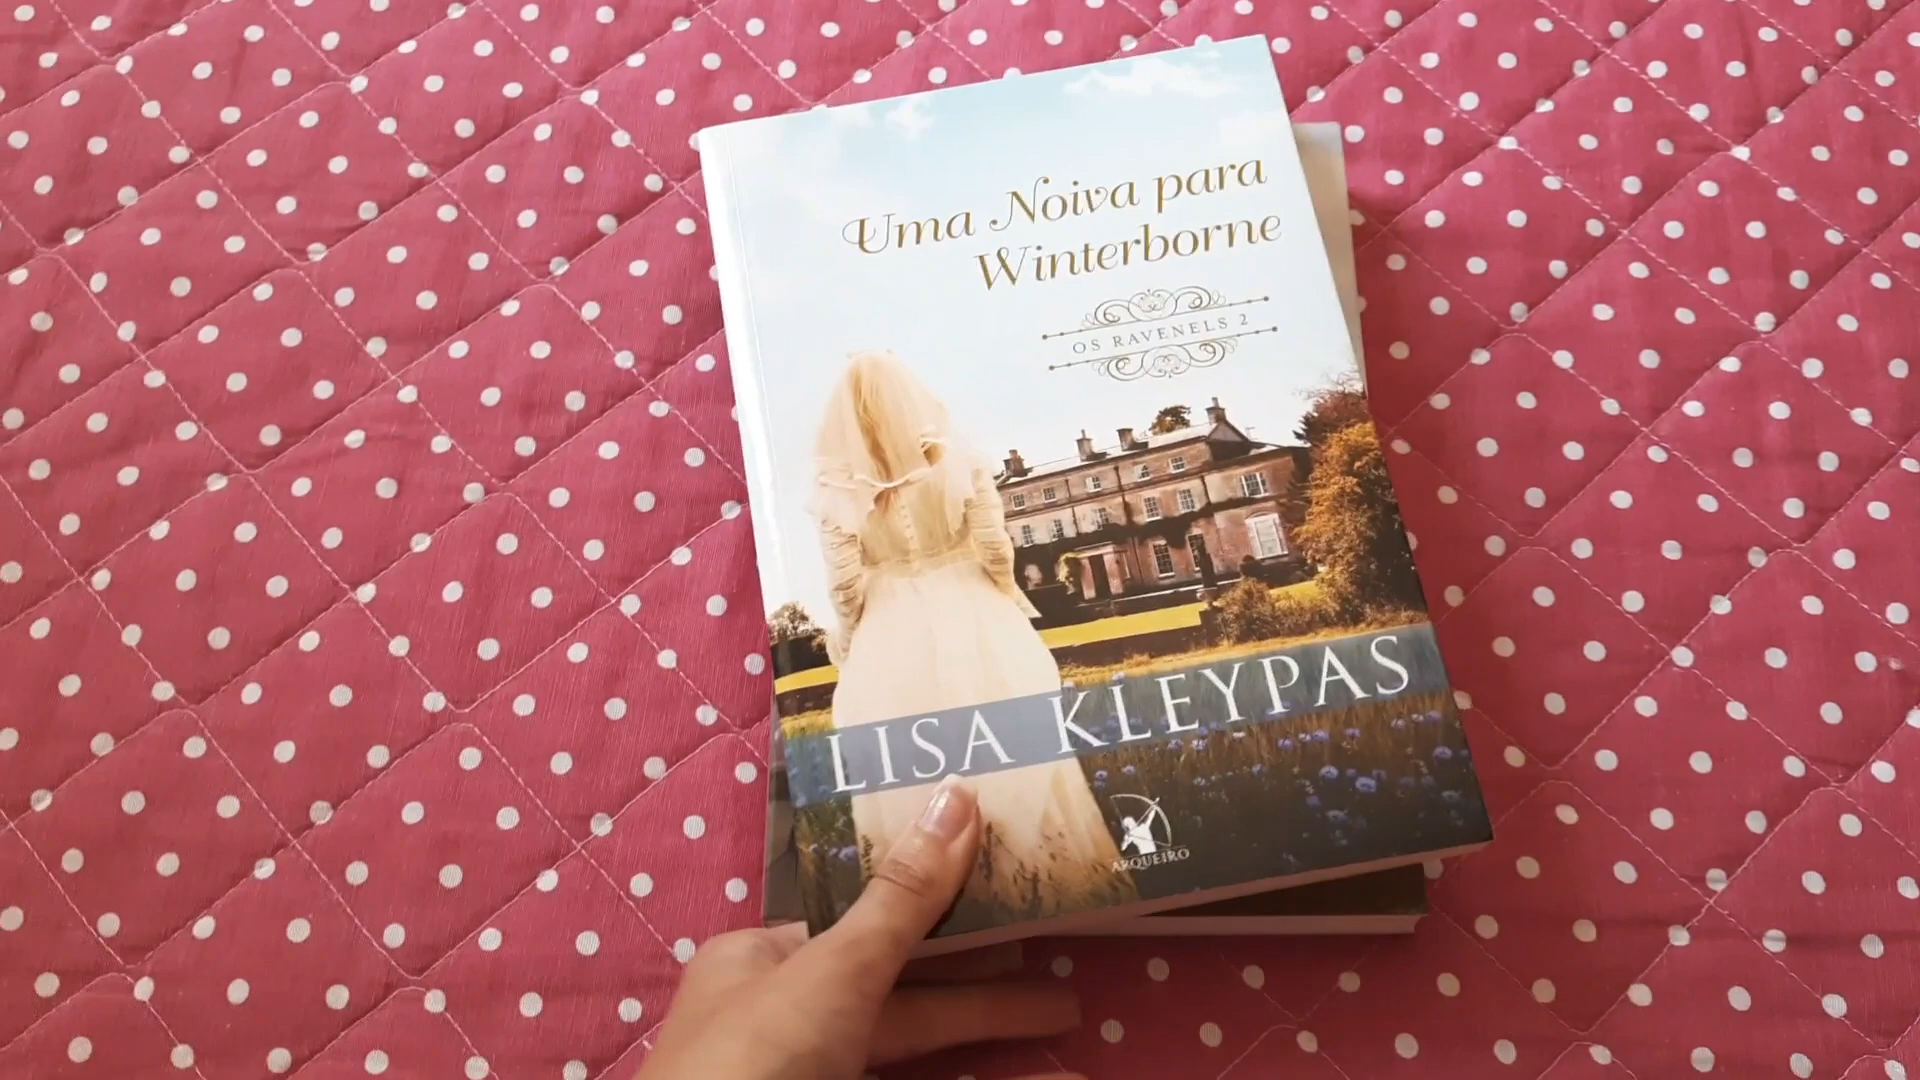 Uma Noiva para
Winterborne
OS RAVENELS 2
LISA KLEYPAS
ARQUEIRO